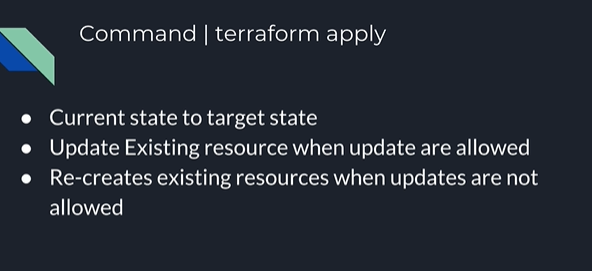 Command | terraform apply
● Current state to target state
● Update Existing resource when update are allowed
● Re-creates existing resources when updates are not
allowed